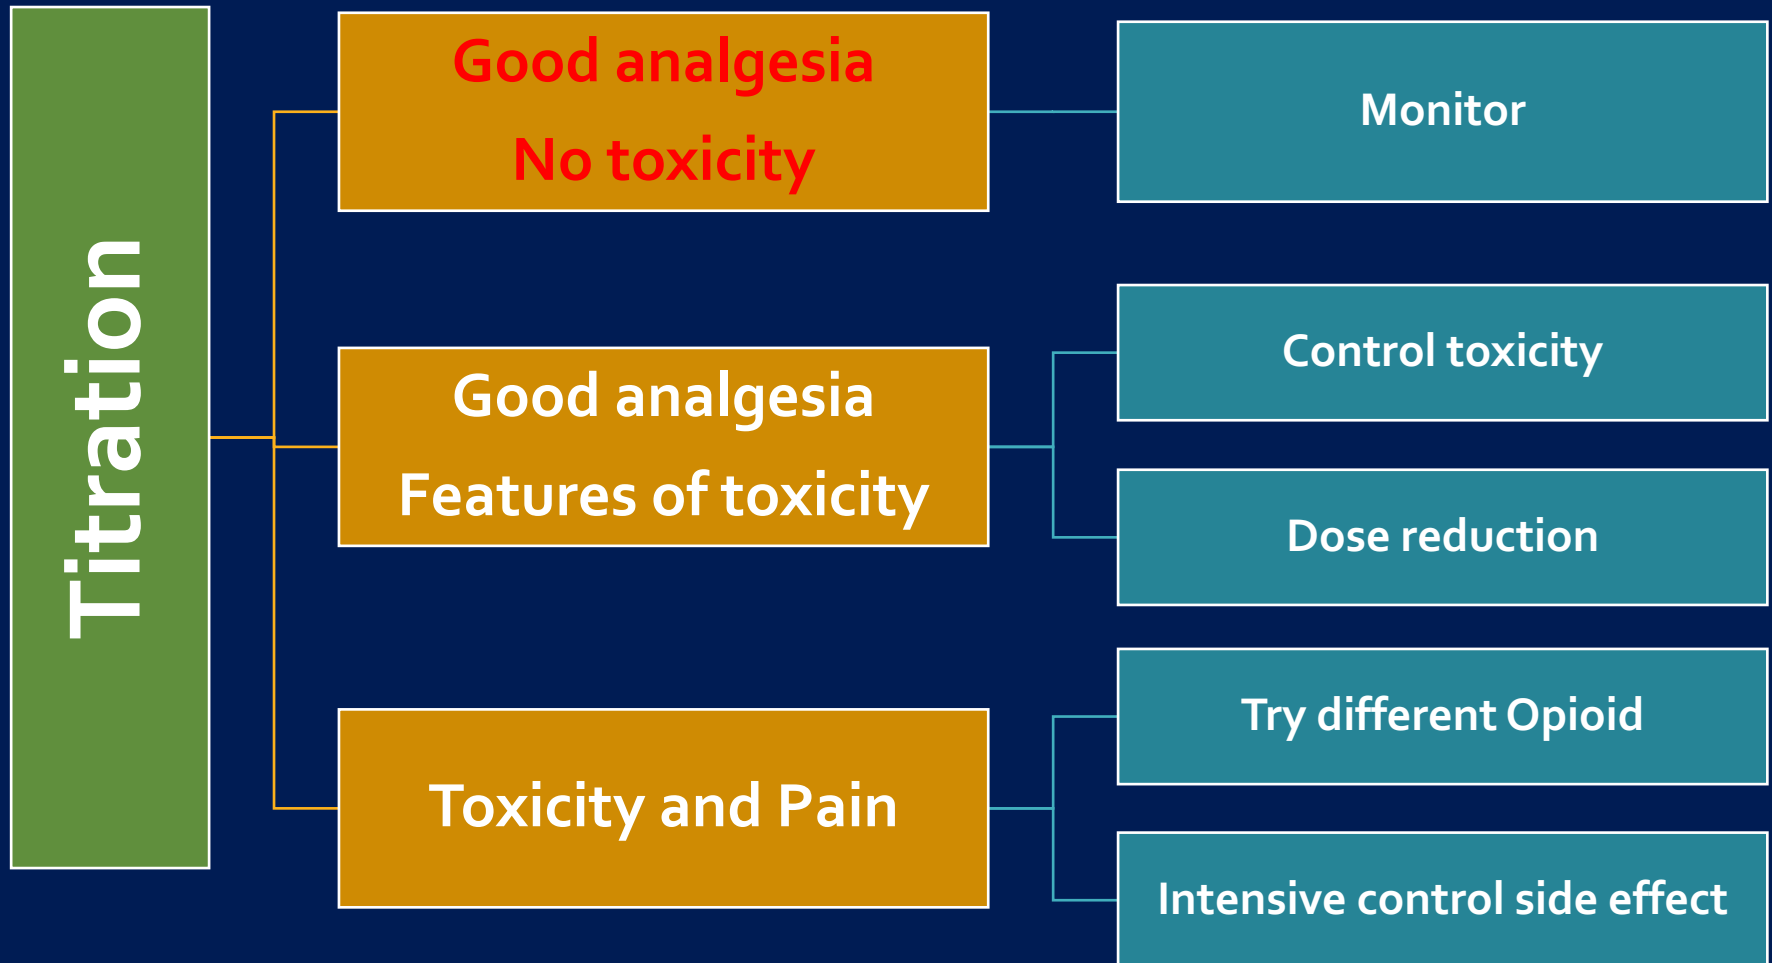 Titration
Good analgesia
No toxicity
Monitor
Good analgesia
Features of toxicity
Control toxicity
Dose reduction
Toxicity and Pain
Try different Opioid
Intensive control side effect